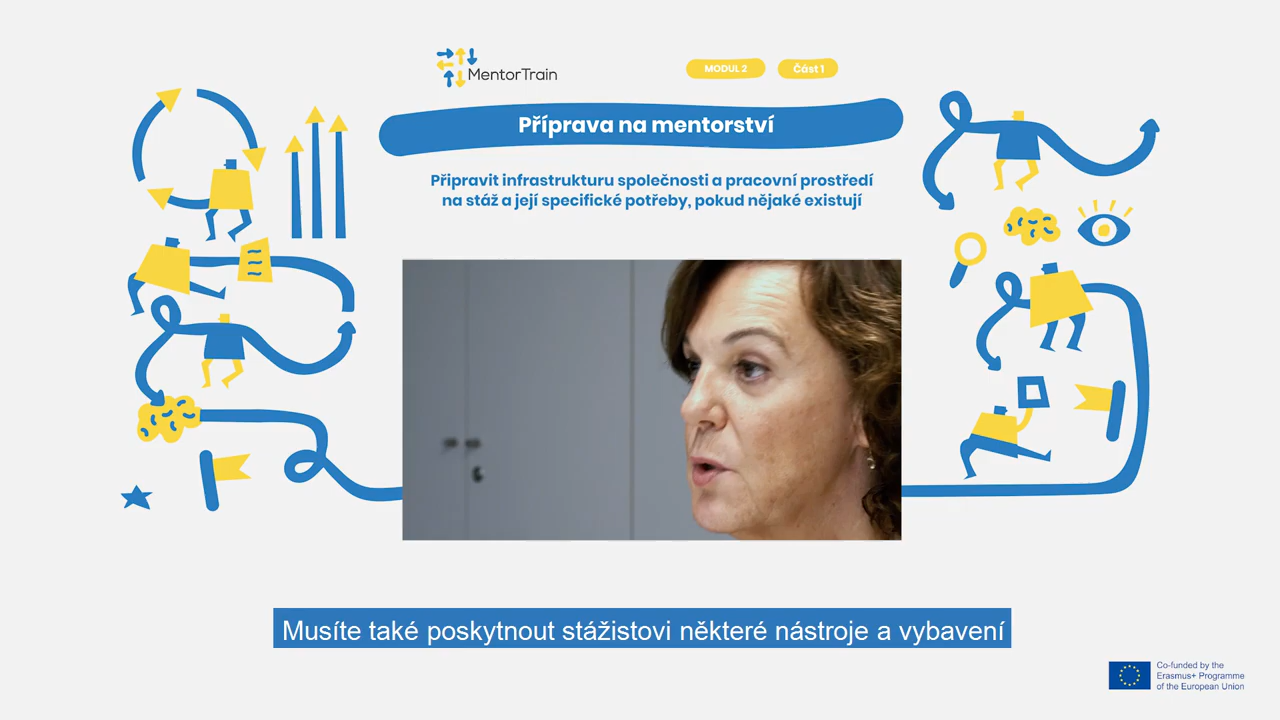 MentorTrain
MODUL 2
Část 1
Příprava na mentorství
Připravit infrastrukturu společnosti a pracovní prostředí
na stáž a její specifické potřeby, pokud nějaké existují
Musíte také poskytnout stážistovi některé nástroje a vybavení
Co-funded by the
Erasmus+ Programme
of the European Union